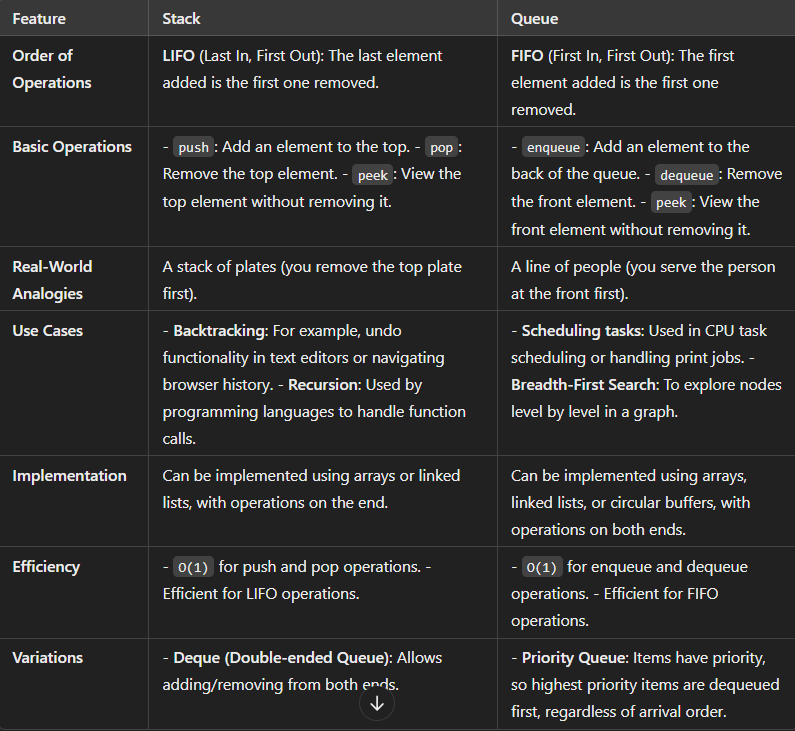 Feature Stack Queue
Order of
Operations
LIFO (Last In, First Out): The last element
added is the first one removed.
FIFO (First In, First Out): The first
element added is the first one
removed.
Basic Operations
- push: Add an element to the top. - pop:
Remove the top element. - peek: View the
top element without removing it.
- enqueue: Add an element to the
back of the queue. - dequeue: Remove
the front element. - peek: View the
front element without removing it.
Real-World
Analogies
A stack of plates (you remove the top plate
first).
A line of people (you serve the person
at the front first).
Use Cases
- Backtracking: For example, undo
functionality in text editors or navigating
browser history. - Recursion: Used by
programming languages to handle function
calls.
- Scheduling tasks: Used in CPU task
scheduling or handling print jobs. -
Breadth-First Search: To explore nodes
level by level in a graph.
Implementation
Can be implemented using arrays or linked
lists, with operations on the end.
Can be implemented using arrays,
linked lists, or circular buffers, with
operations on both ends.
Efficiency
- O(1) for push and pop operations. -
Efficient for LIFO operations.
- O(1) for enqueue and dequeue
operations. - Efficient for FIFO
operations.
Variations
- Deque (Double-ended Queue): Allows
adding/removing from both ends.
- Priority Queue: Items have priority,
so highest priority items are dequeued
first, regardless of arrival order.